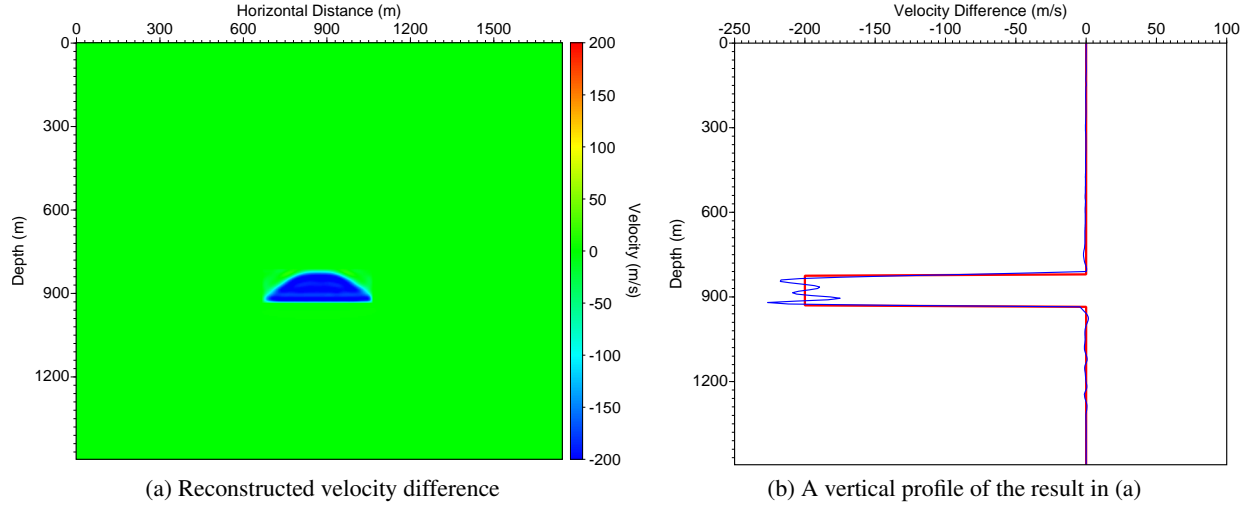 Horizontal Distance (m)
0 300 600 900 1200 1500
0
300
600
900
1200
Depth (m)
200
150
100
50
0
-50
-100
-150
-200
Velocity (m/s)
(a) Reconstructed velocity difference
Velocity Difference (m/s)
-250 -200 -150 -100 -50 0 50 100
0
300
600
900
1200
Depth (m)
(b) A vertical profile of the result in (a)